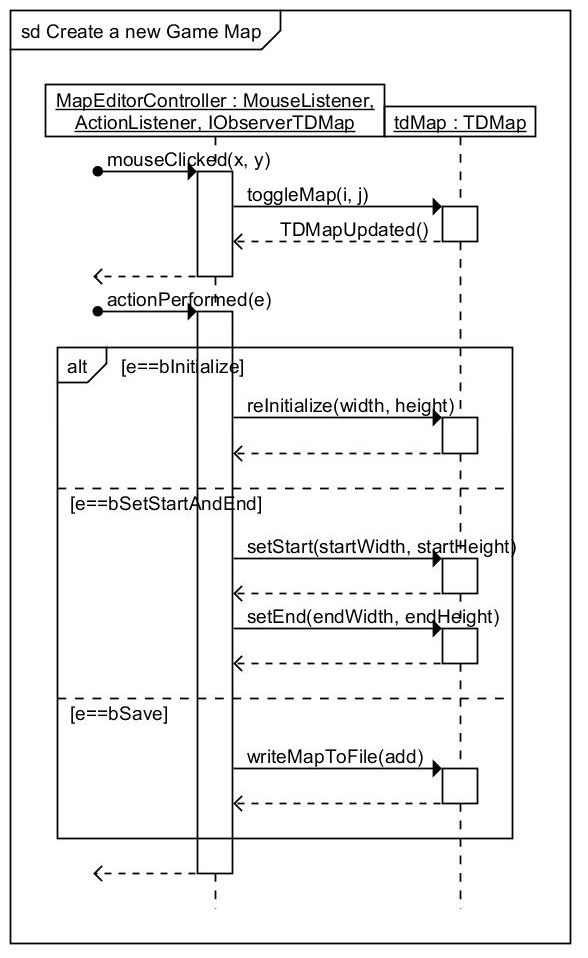 sd Create a new Game Map
MapEditorController : MouseListener,
ActionListener, IObserverTDMap
tdMap : TDMap
mouseClicked(x, y)
toggleMap(i, j)
TDMapUpdated()
actionPerformed(e)
alt
[e==bInitialize]
reInitialize(width, height)
[e==bSetStartAndEnd]
setStart(startWidth, startHeight)
setEnd(endWidth, endHeight)
[e==bSave]
writeMapToFile(add)